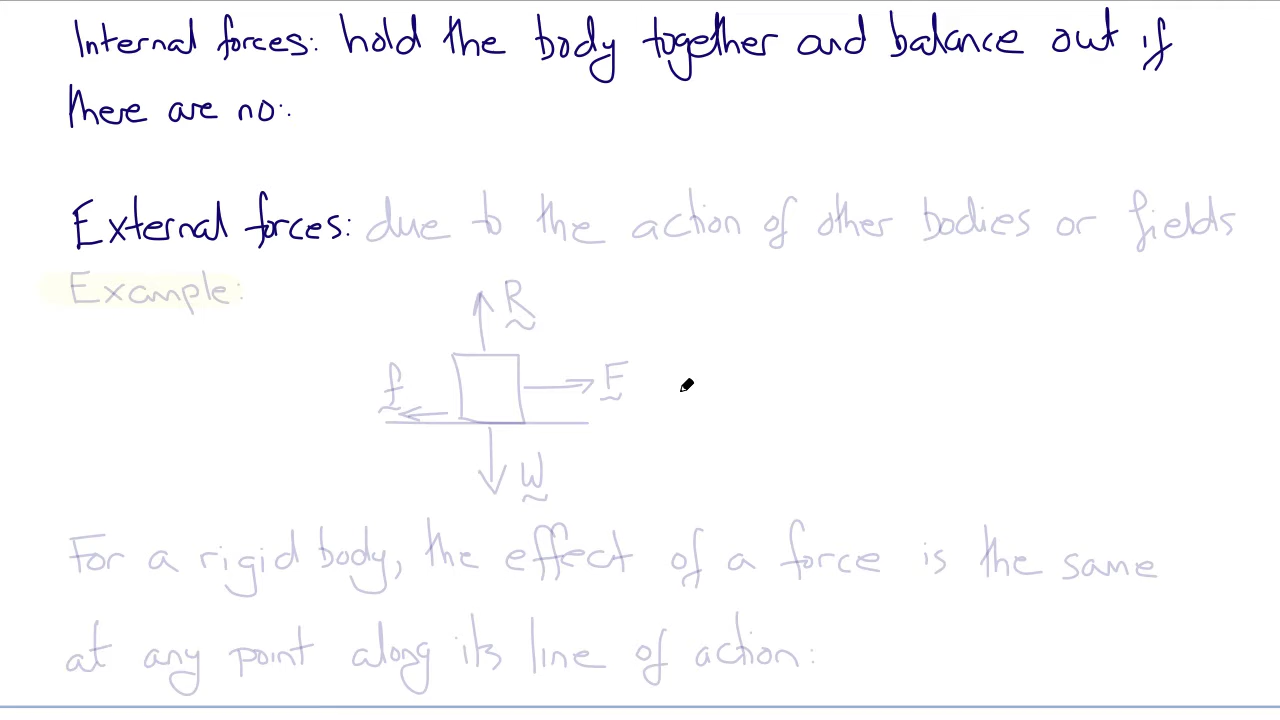 Internal forces: hold the body together and balance out if
there are no:
External forces: due to the action of other bodies or fields
Example:
R
f
F
W
For a rigid body, the effect of a force is the same
at any point along its line of action: